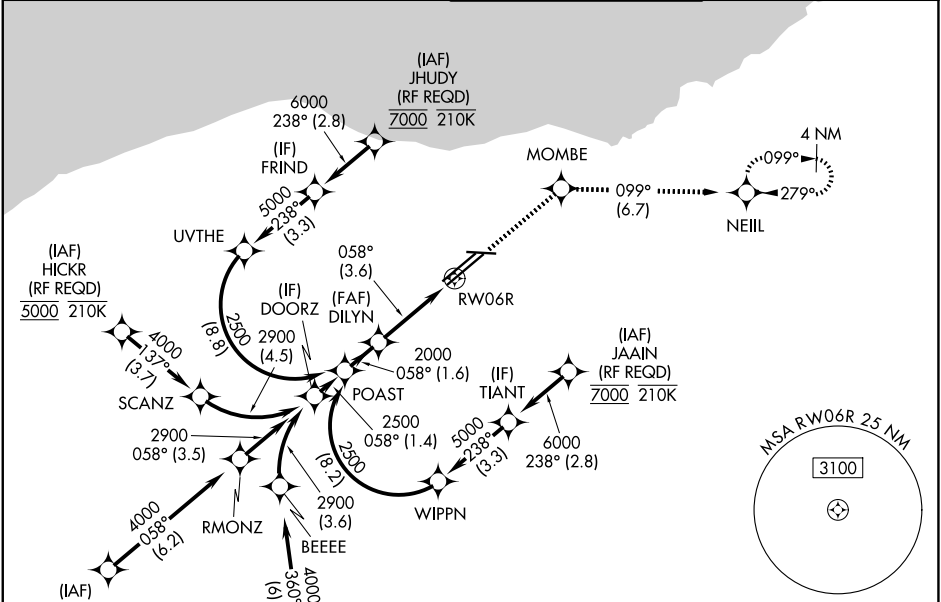 (IAF)
JHUDY
(RF REQD)
7000 210K
6000
238° (2.8)
(IF)
FRIND
5000
238°
(3.3)
UVTHE
MOMBE
4 NM
099°
279°
099°
(6.7)
NEIIL
(IAF)
HICKR
(RF REQD)
5000 210K
4000
137°
(3.7)
SCANZ
2500
(8.8)
(IF)
DOORZ
2900
(4.5)
058°
(3.6)
(FAF)
DILYN
RW06R
2000
058° (1.6)
POAST
2500
058° (1.4)
(IAF)
JAAIN
(RF REQD)
7000 210K
(IF)
TIANT
5000
238°
(3.3)
6000
238° (2.8)
WIPPN
2500
(8.2)
2900
058° (3.5)
RMONZ
2900
(3.6)
BEEEE
4000
058°
(6.2)
(IAF)
4000
360°
(6)
MSA RW06R 25 NM
3100